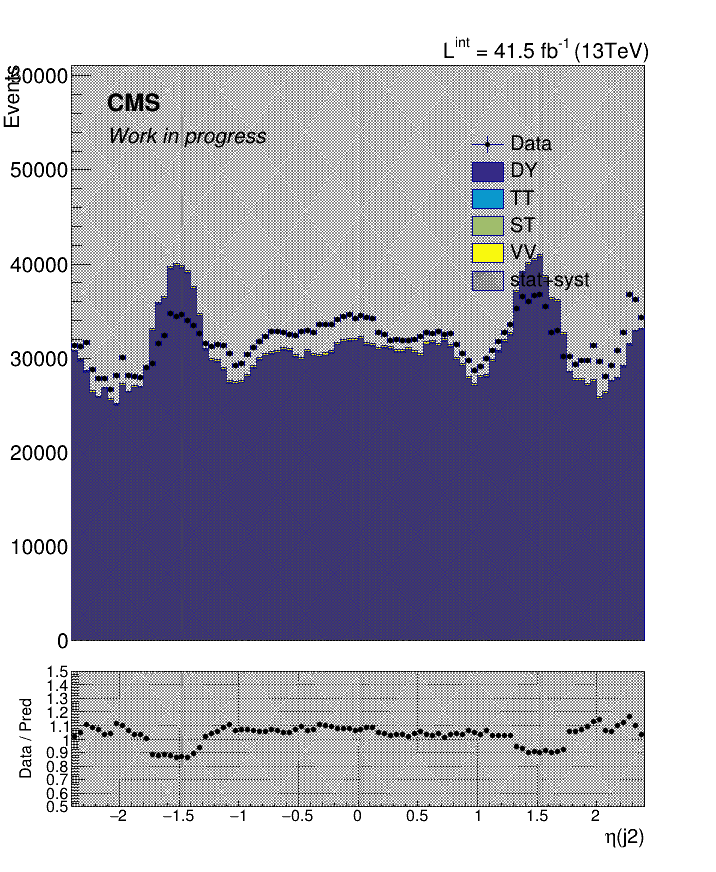 L^int = 41.5 fb^-1 (13TeV)
Events
CMS
Work in progress
Data
DY
TT
ST
VV
stat+syst
60000
50000
40000
30000
20000
10000
0
Data / Pred
1.5
1.4
1.3
1.2
1.1
1
0.9
0.8
0.7
0.6
0.5
−2 −1.5 −1 −0.5 0 0.5 1 1.5 2
η(j2)